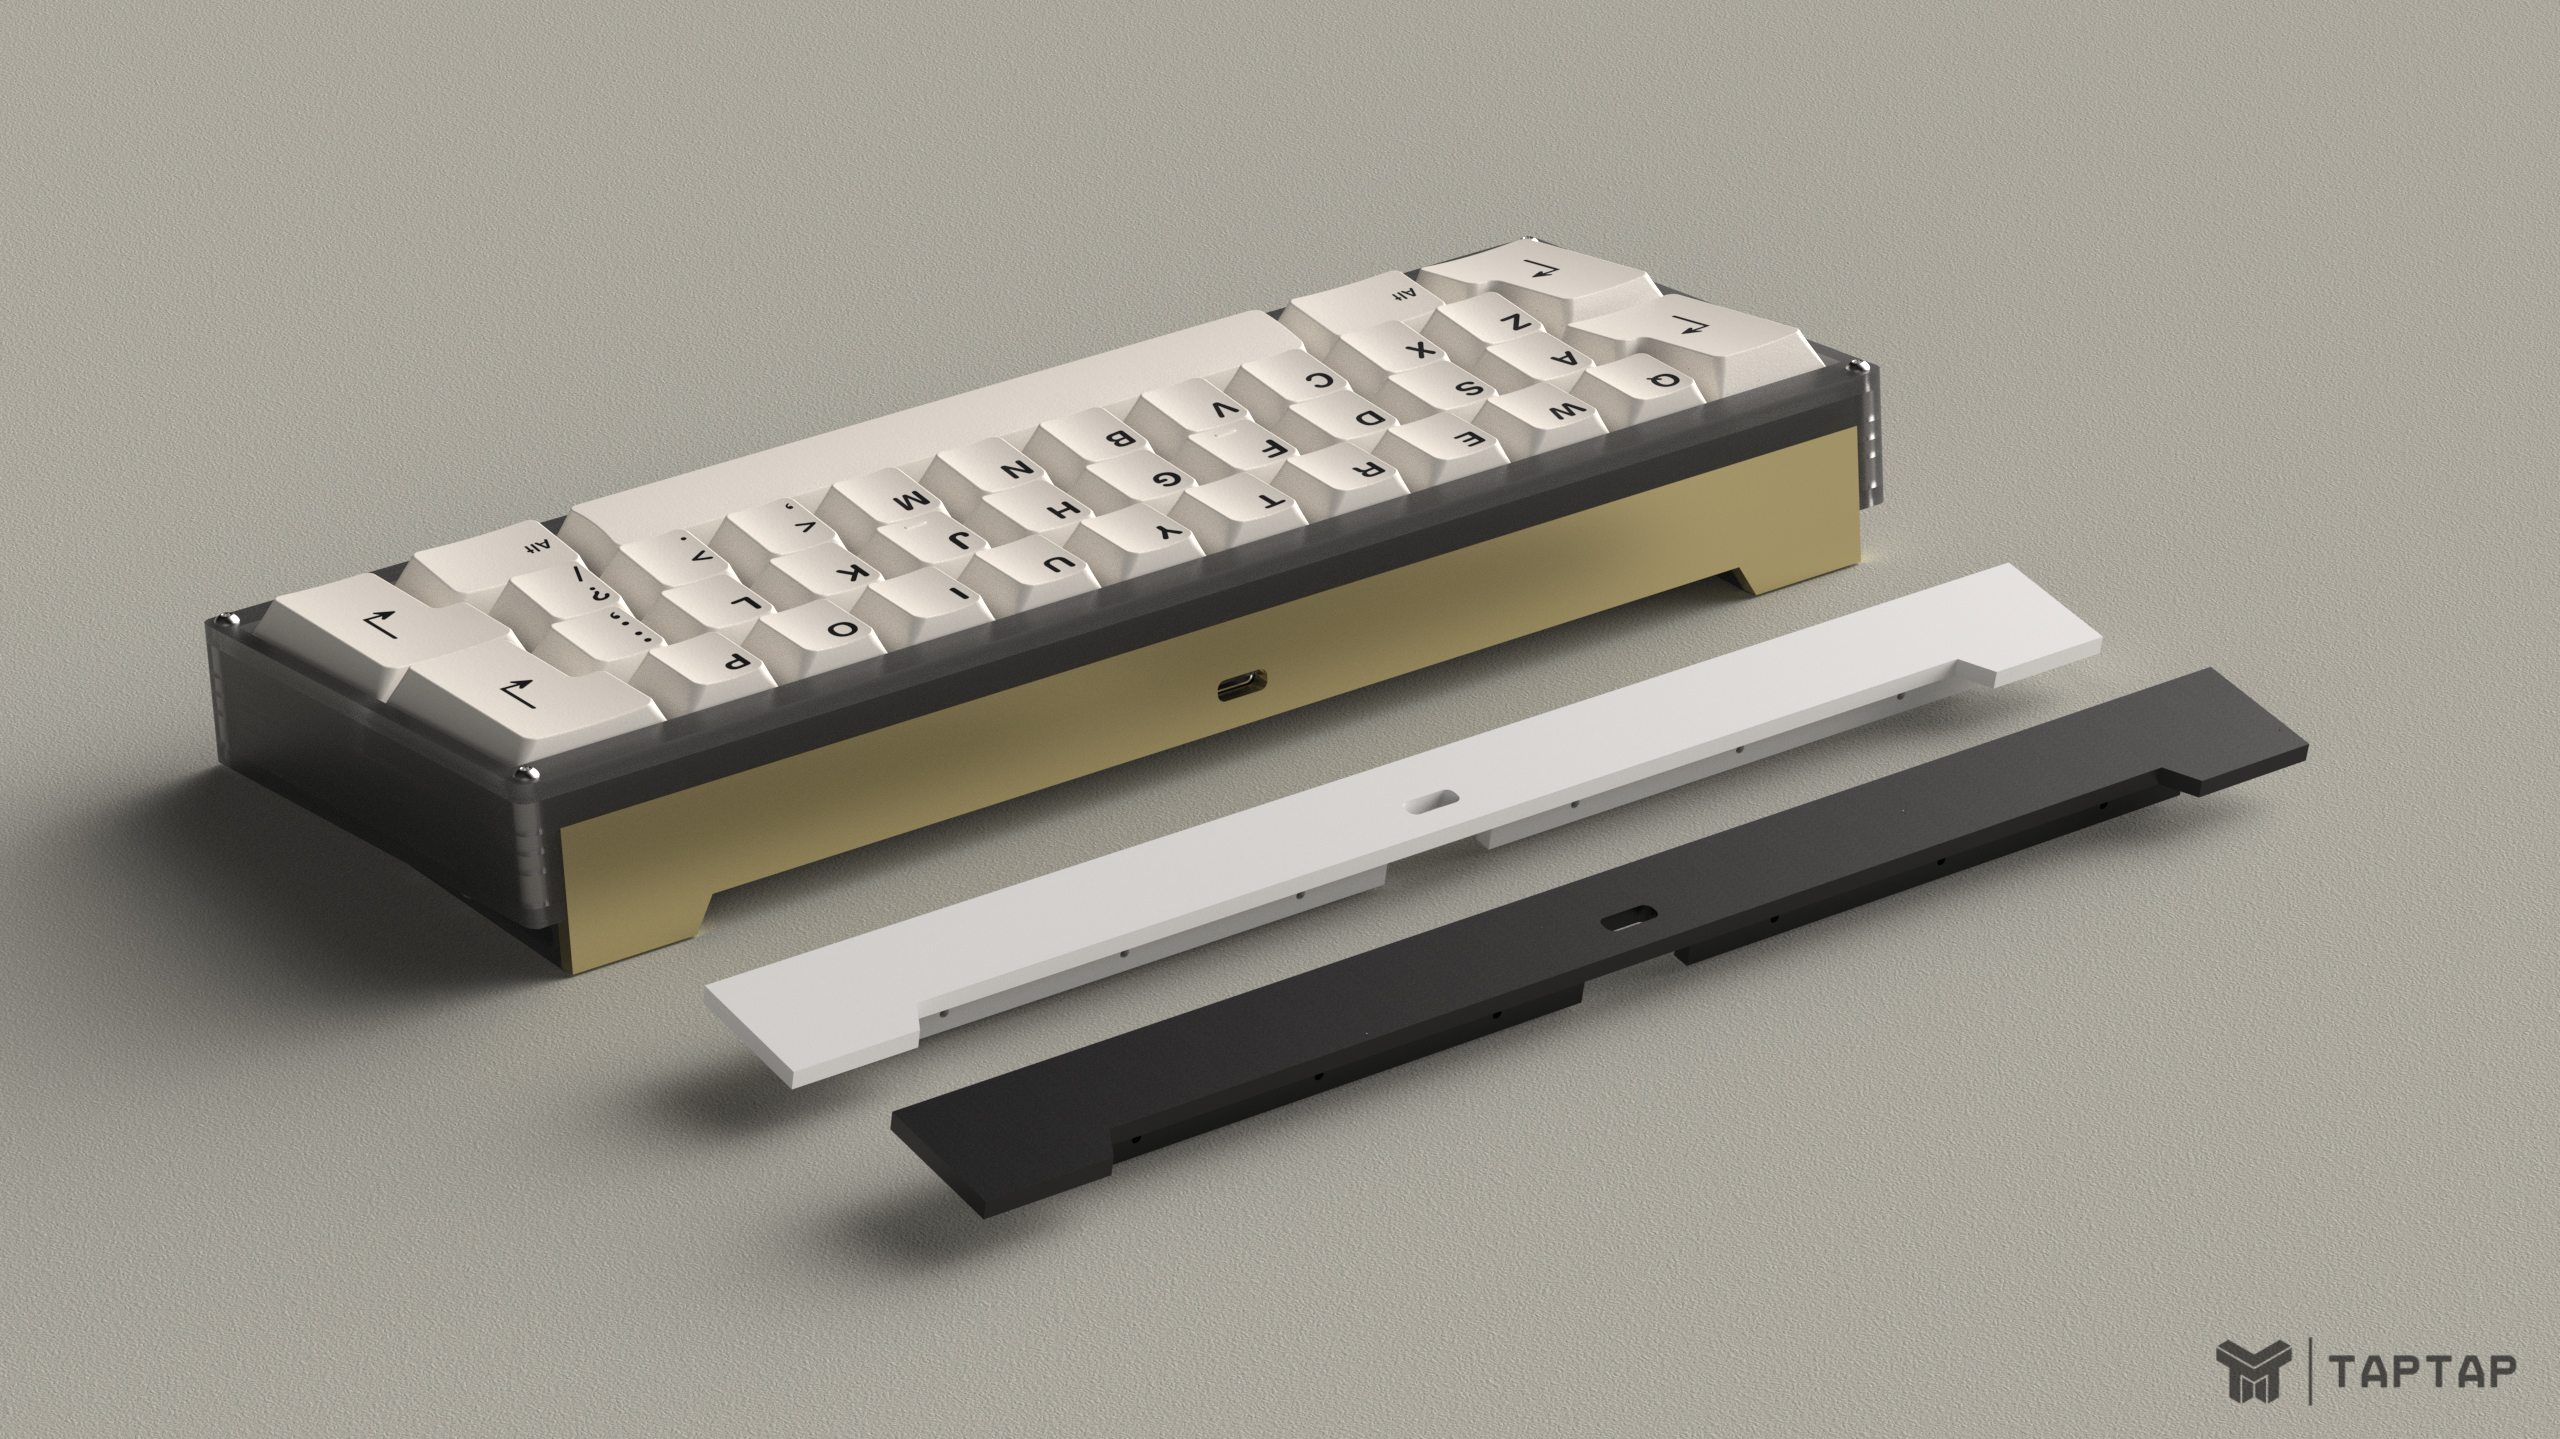 Q W E R T Y U I O P
A S D F G H J K L : ;
Z X C V B N M < , > . ? /
Alt Alt
TAPTAP